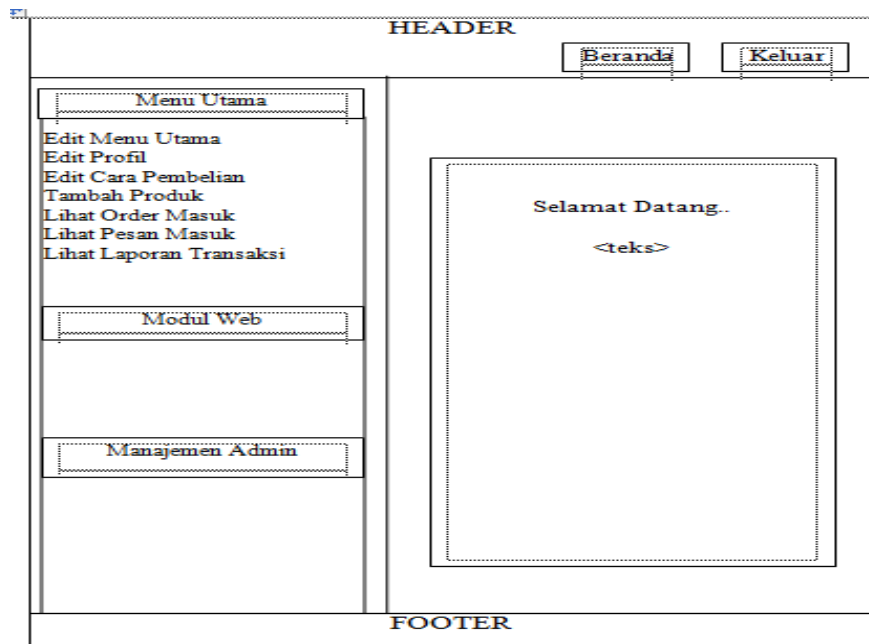 HEADER
Beranda
Keluar
Menu Utama
Edit Menu Utama
Edit Profil
Edit Cara Pembelian
Tambah Produk
Lihat Order Masuk
Lihat Pesan Masuk
Lihat Laporan Transaksi
Modul Web
Manajemen Admin
Selamat Datang..
<teks>
FOOTER